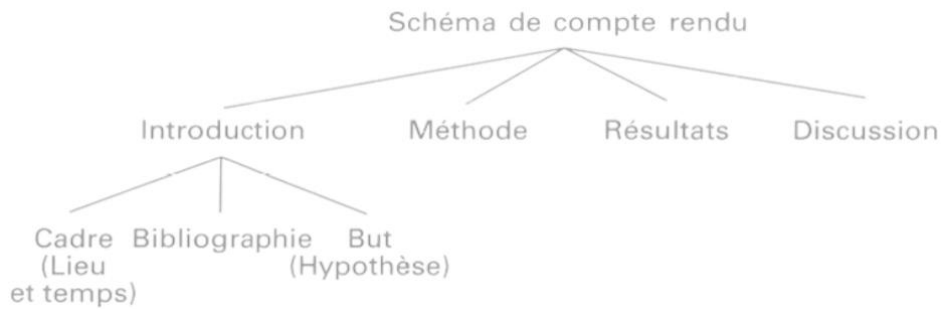 Schéma de compte rendu
Introduction Méthode Résultats Discussion
Cadre Bibliographie But
(Lieu (Hypothèse)
et temps)